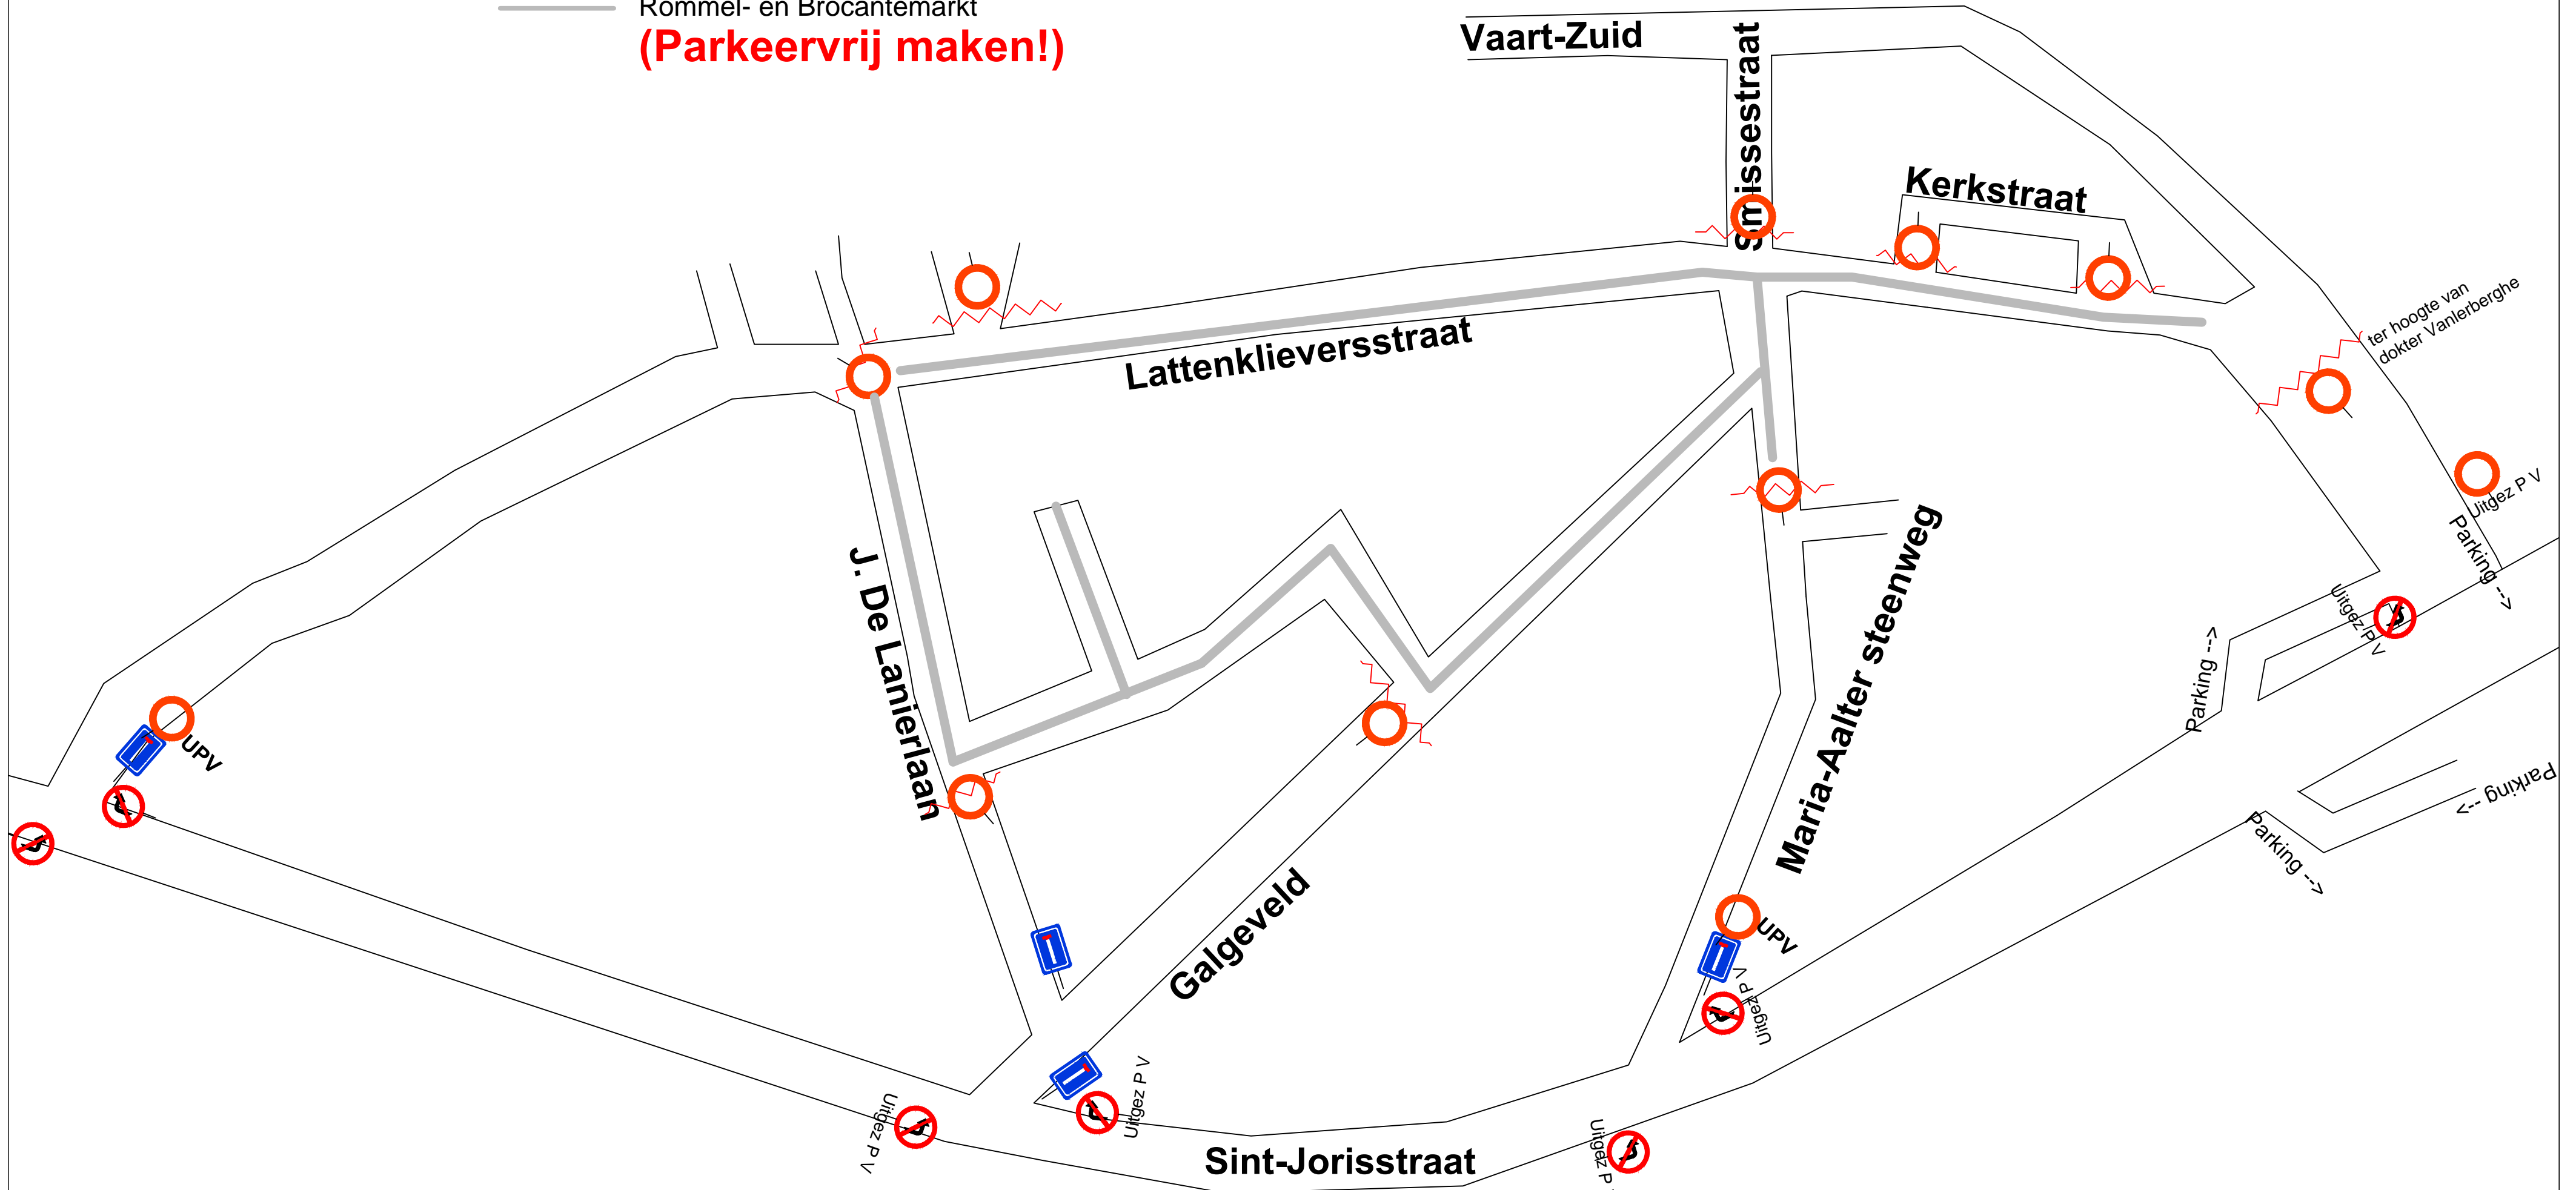 Rommel- en Brocantemarkt
(Parkeervrij maken!)
Vaart-Zuid
Smissestraat
Kerkstraat
ter hoogte van
dokter Vanlerberghe
Lattenklieversstraat
Uitgez P V
Parking -->
J. De Lanierlaan
Maria-Aalter steenweg
Uitgez P V
Parking -->
UPV
Parking -->
Parking -->
Galgeveld
UPV
Uitgez P V
Uitgez P V
Uitgez P V
Sint-Jorisstraat
Uitgez P